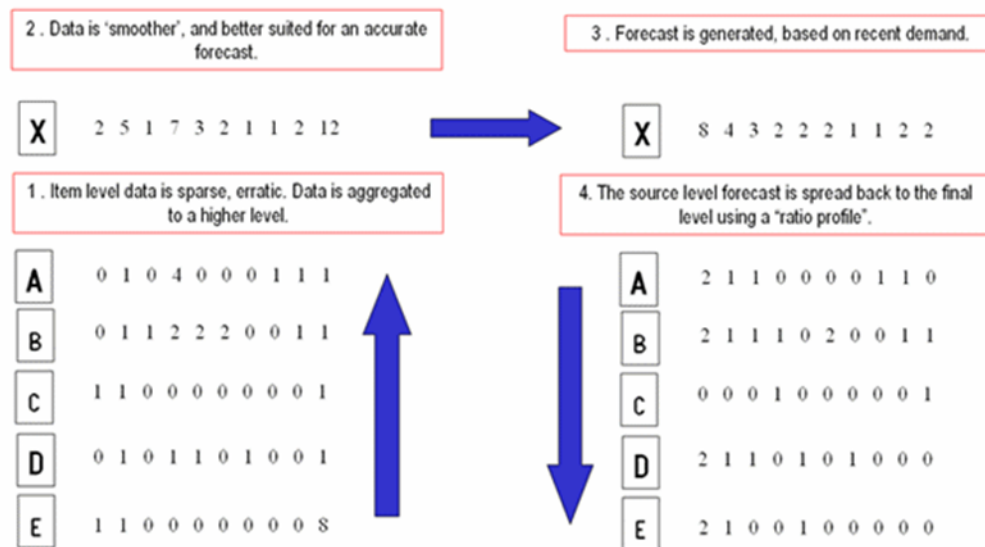 2 . Data is 'smoother', and better suited for an accurate
forecast.
3 . Forecast is generated, based on recent demand.
X 2 5 1 7 3 2 1 1 2 12
X 8 4 3 2 2 2 1 1 2 2
1 . Item level data is sparse, erratic. Data is aggregated
to a higher level.
4. The source level forecast is spread back to the final
level using a "ratio profile".
A 0 1 0 4 0 0 0 1 1 1
B 0 1 1 2 2 2 0 0 1 1
C 1 1 0 0 0 0 0 0 0 1
D 0 1 0 1 1 0 1 0 0 1
E 1 1 0 0 0 0 0 0 0 8
A 2 1 1 0 0 0 0 1 1 0
B 2 1 1 1 0 2 0 0 1 1
C 0 0 0 1 0 0 0 0 0 1
D 2 1 1 0 1 0 1 0 0 0
E 2 1 0 0 1 0 0 0 0 0